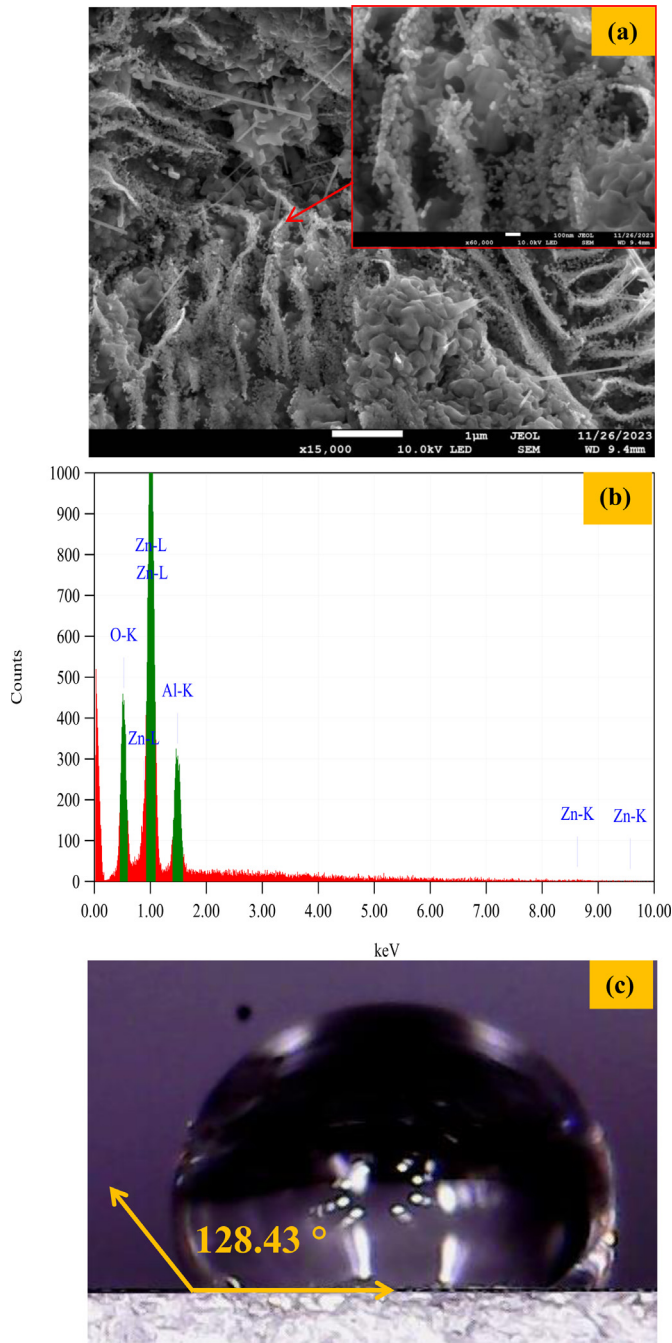 (a)
100nm JEOL 11/26/2023
x60,000 10.0kV LED SEM WD 9.4mm
1µm JEOL 11/26/2023
x15,000 10.0kV LED SEM WD 9.4mm
(b)
1000
900
800
700
600
500
400
300
200
100
0
Counts
O-K
Zn-L
Zn-L
Zn-L
Al-K
Zn-K
Zn-K
0.00 1.00 2.00 3.00 4.00 5.00 6.00 7.00 8.00 9.00 10.00
keV
(c)
128.43 °